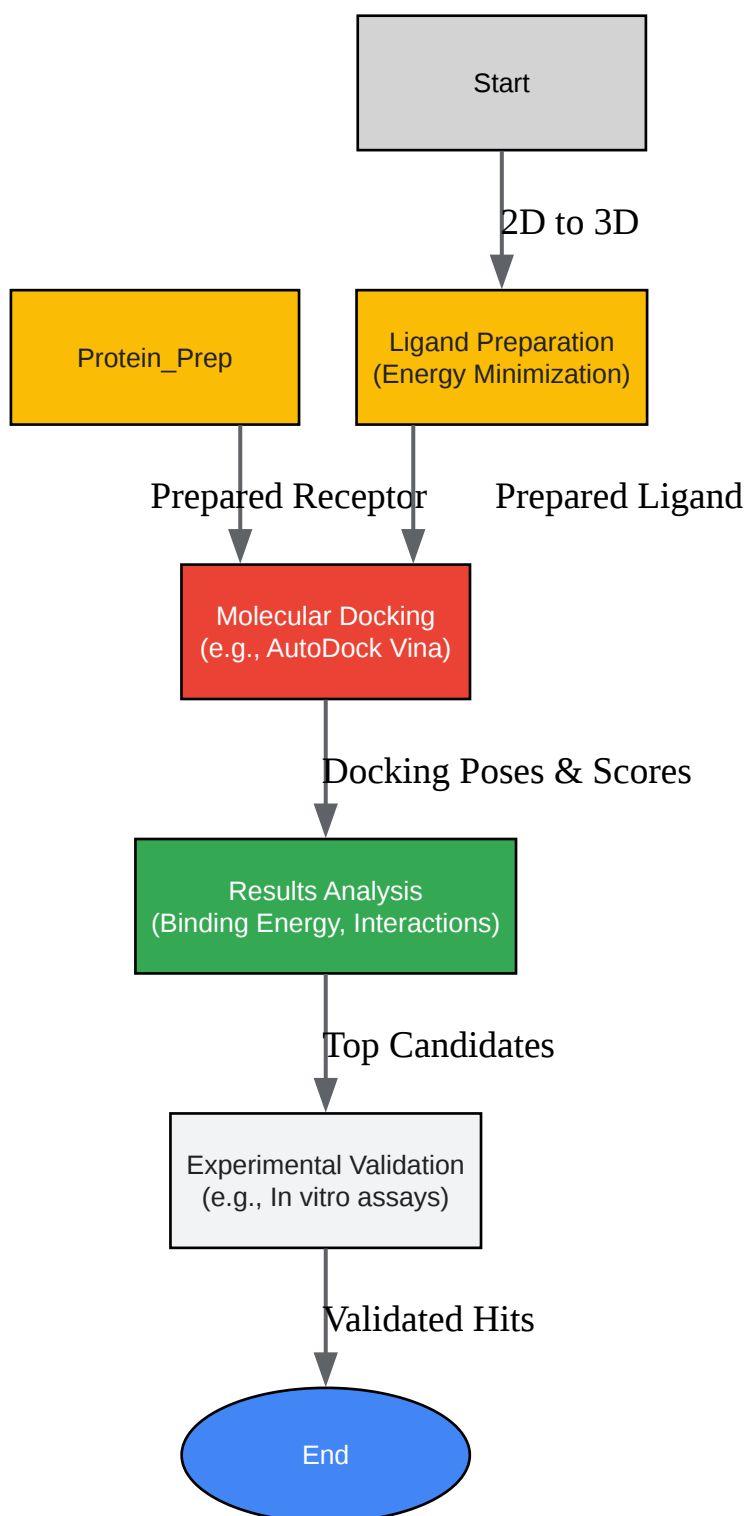 Start
2D to 3D
Protein_Prep
Ligand Preparation
(Energy Minimization)
Prepared Receptor
Prepared Ligand
Molecular Docking
(e.g., AutoDock Vina)
Docking Poses & Scores
Results Analysis
(Binding Energy, Interactions)
Top Candidates
Experimental Validation
(e.g., In vitro assays)
Validated Hits
End